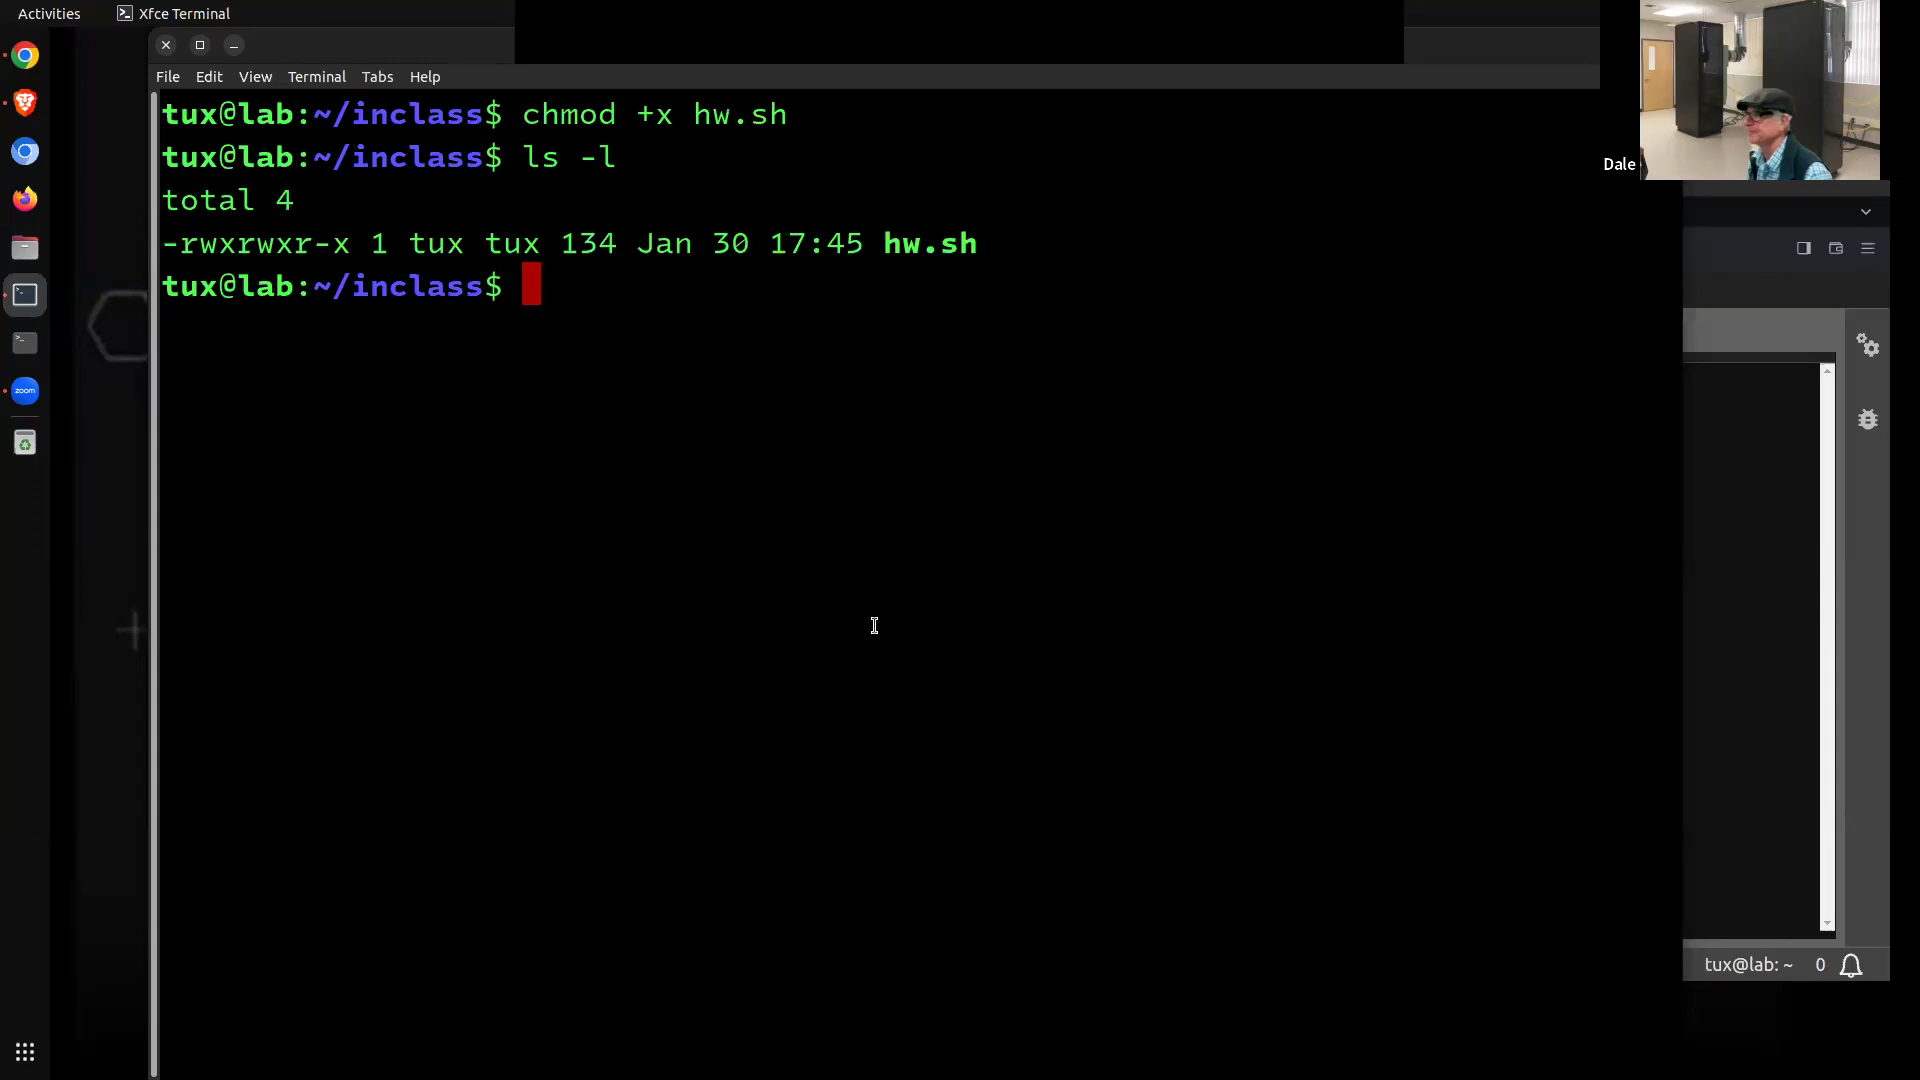 Activities
Xfce Terminal
File Edit View Terminal Tabs Help
tux@lab:~/inclass$ chmod +x hw.sh
tux@lab:~/inclass$ ls -l
total 4
-rwxrwxr-x 1 tux tux 134 Jan 30 17:45 hw.sh
tux@lab:~/inclass$
Dale
zoom
tux@lab: ~ 0